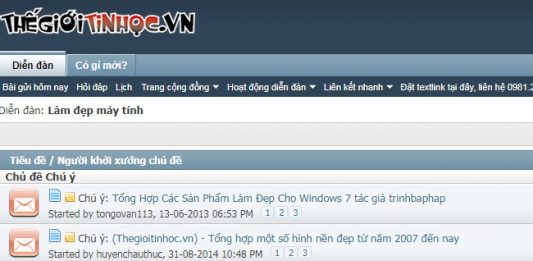 THẾGIỚITINHỌC.VN
Diễn đàn Có gì mới?
Bài gửi hôm nay Hỏi đáp Lịch Trang cộng đồng Hoạt động diễn đàn Liên kết nhanh Đặt textlink tại đây, liên hệ 0981.2
Diễn đàn: Làm đẹp máy tính
Tiêu đề / Người khởi xướng chủ đề
Chủ đề Chú ý
Chú ý: Tổng Hợp Các Sản Phẩm Làm Đẹp Cho Windows 7 tác giả trinhbaphap
Started by tongovan113, 13-06-2013 06:53 PM 1 2 3
Chú ý: (Thegioitinhoc.vn) - Tổng hợp một số hình nền đẹp từ năm 2007 đến nay
Started by huyenchauthuc, 31-08-2014 10:48 PM 1 2 3